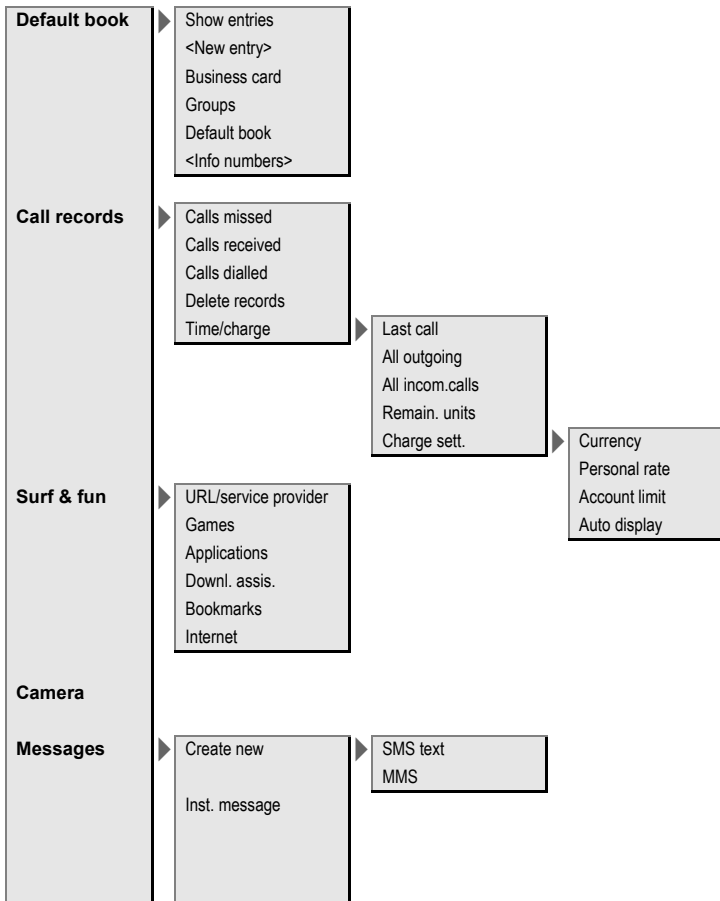 Default book
Show entries
<New entry>
Business card
Groups
Default book
<Info numbers>
Call records
Calls missed
Calls received
Calls dialled
Delete records
Time/charge
Last call
All outgoing
All incom.calls
Remain. units
Charge sett.
Currency
Personal rate
Account limit
Auto display
Surf & fun
URL/service provider
Games
Applications
Downl. assis.
Bookmarks
Internet
Camera
Messages
Create new
SMS text
MMS
Inst. message